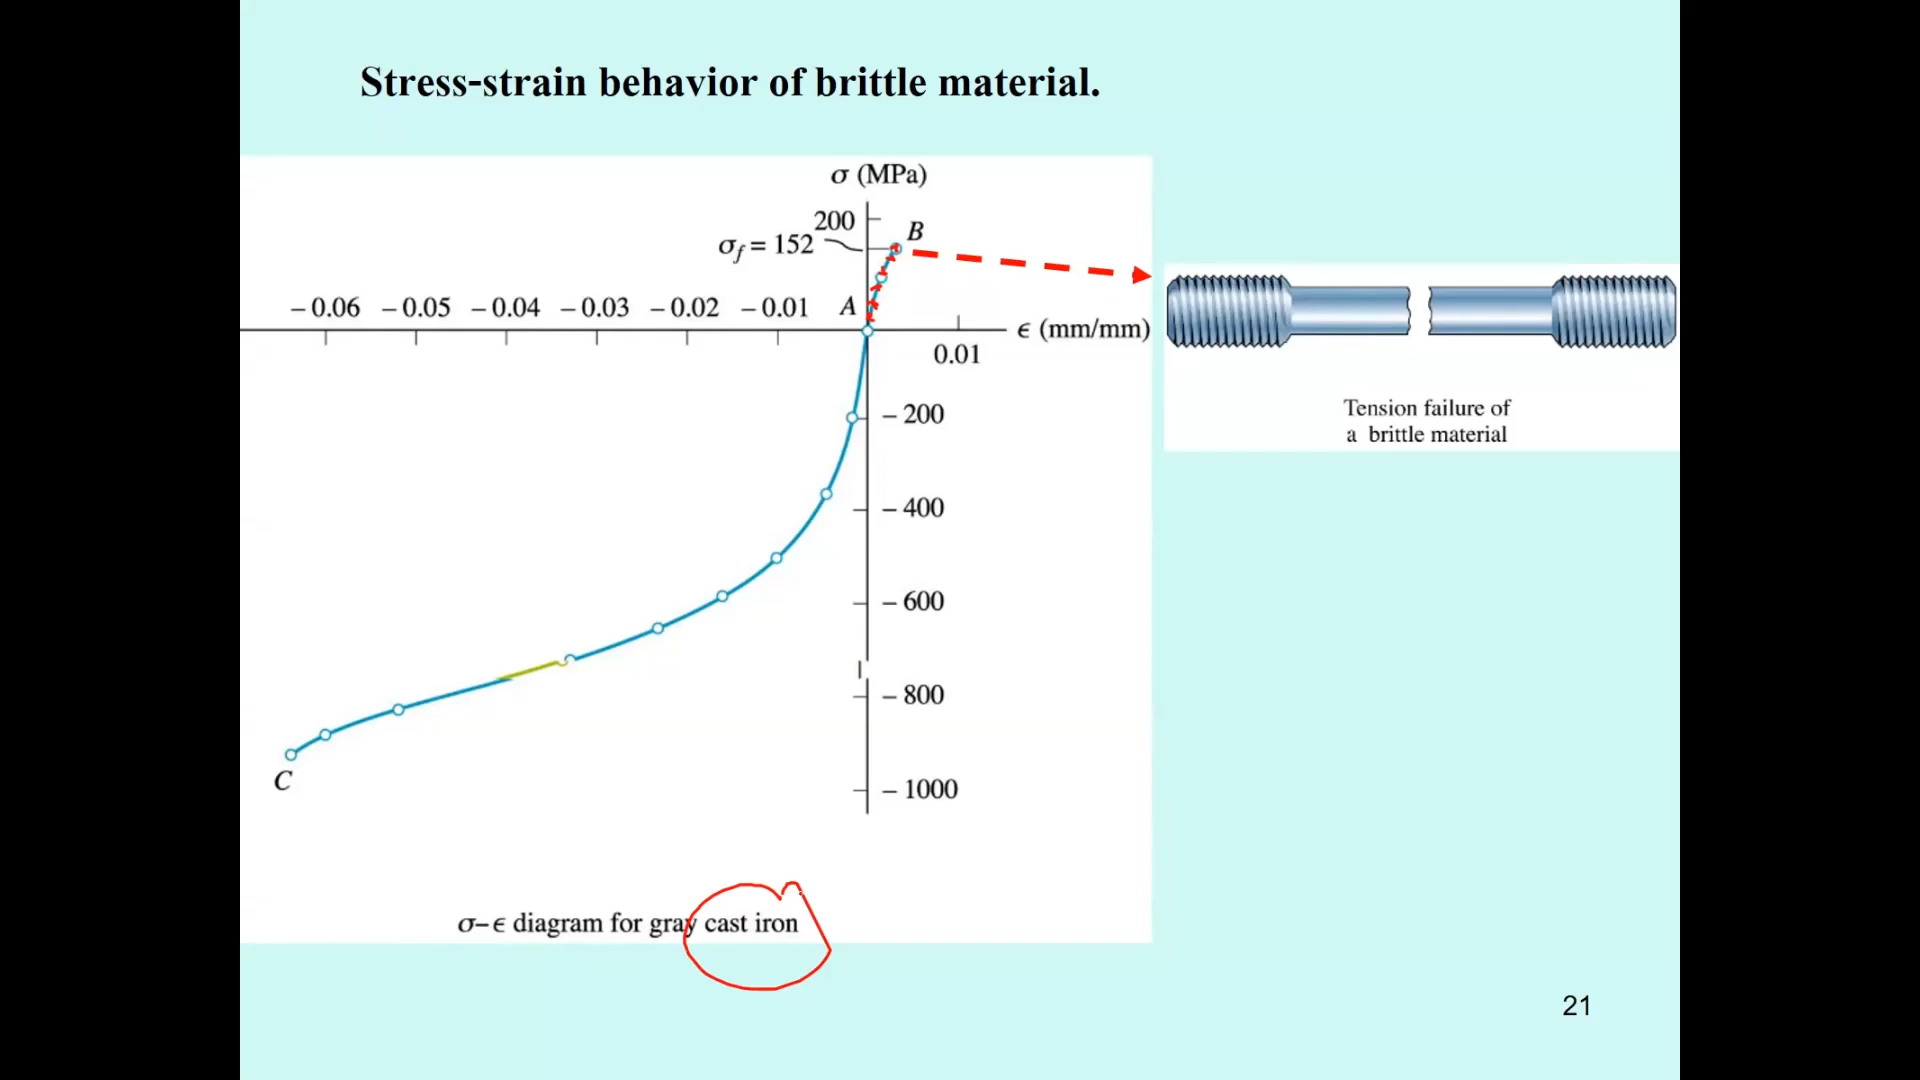 Stress-strain behavior of brittle material.
σ (MPa)
200
B
σf = 152
– 0.06 – 0.05 – 0.04 – 0.03 – 0.02 – 0.01 A
ϵ (mm/mm)
0.01
– 200
– 400
– 600
– 800
– 1000
C
σ–ϵ diagram for gray cast iron
Tension failure of
a brittle material
21